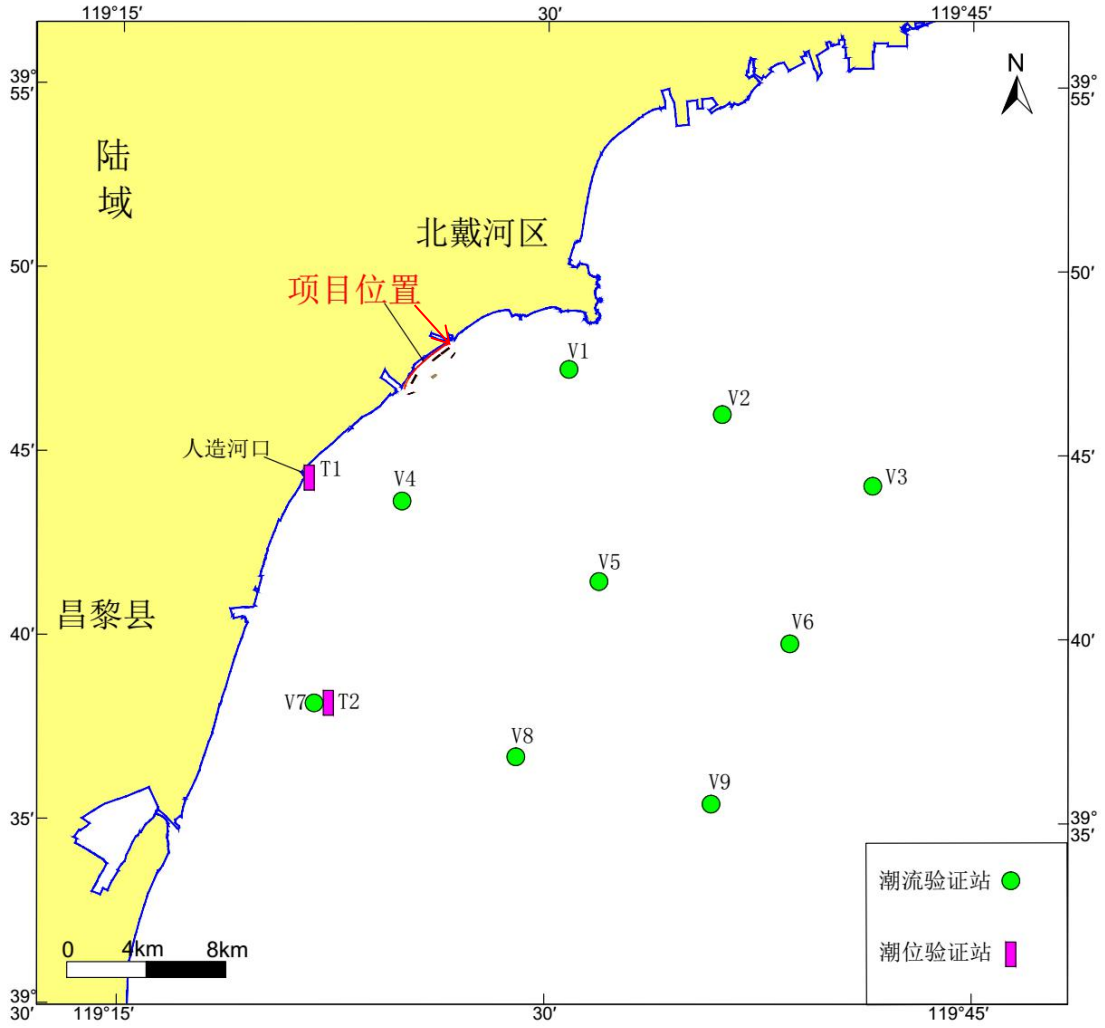 119°15′
30′
119°45′
39°
55′
39°
55′
N
陆
域
北戴河区
50′
50′
项目位置
V1
V2
45′
45′
人造河口
T1
V4
V3
V5
昌黎县
40′
40′
V6
V7
T2
V8
V9
35′
39°
35′
潮流验证站
潮位验证站
0
4km
8km
39°
30′
119°15′
30′
119°45′